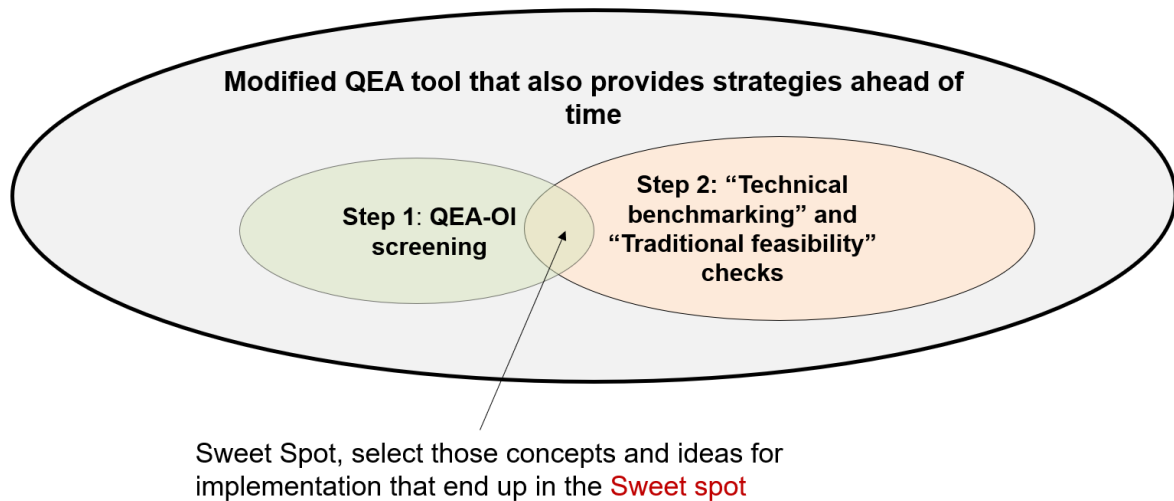 Modified QEA tool that also provides strategies ahead of
time
Step 1: QEA-OI
screening
Step 2: “Technical
benchmarking” and
“Traditional feasibility”
checks
Sweet Spot, select those concepts and ideas for
implementation that end up in the Sweet spot